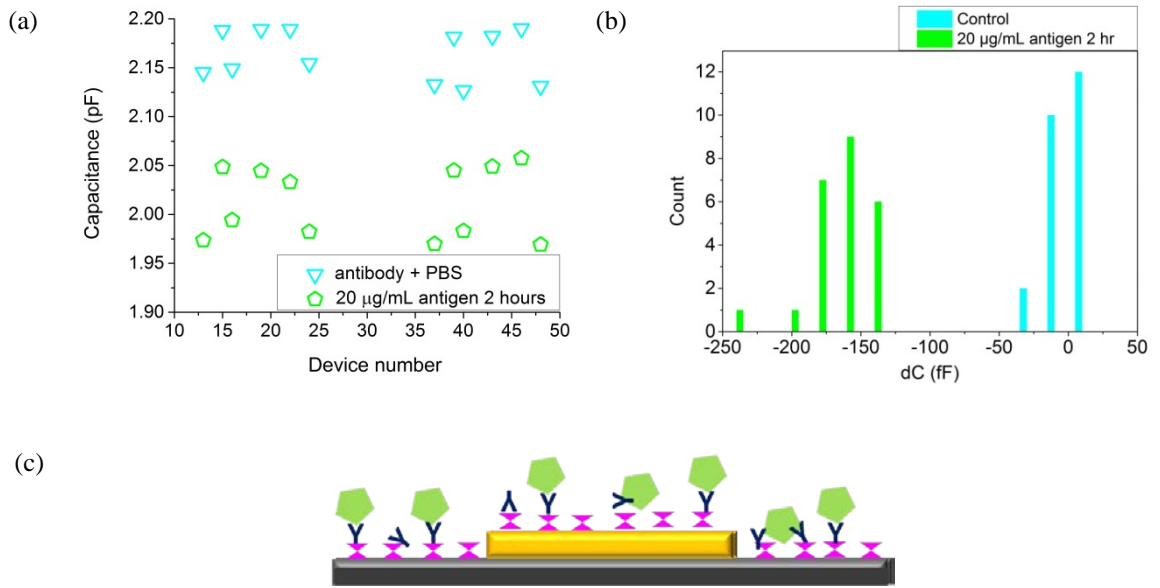 (a)
2.20
2.15
2.10
2.05
2.00
1.95
1.90
Capacitance (pF)
antibody + PBS
20 μg/mL antigen 2 hours
10 15 20 25 30 35 40 45 50
Device number
(b)
Control
20 µg/mL antigen 2 hr
12
10
8
6
4
2
0
Count
-250 -200 -150 -100 -50 0 50
dC (fF)
(c)